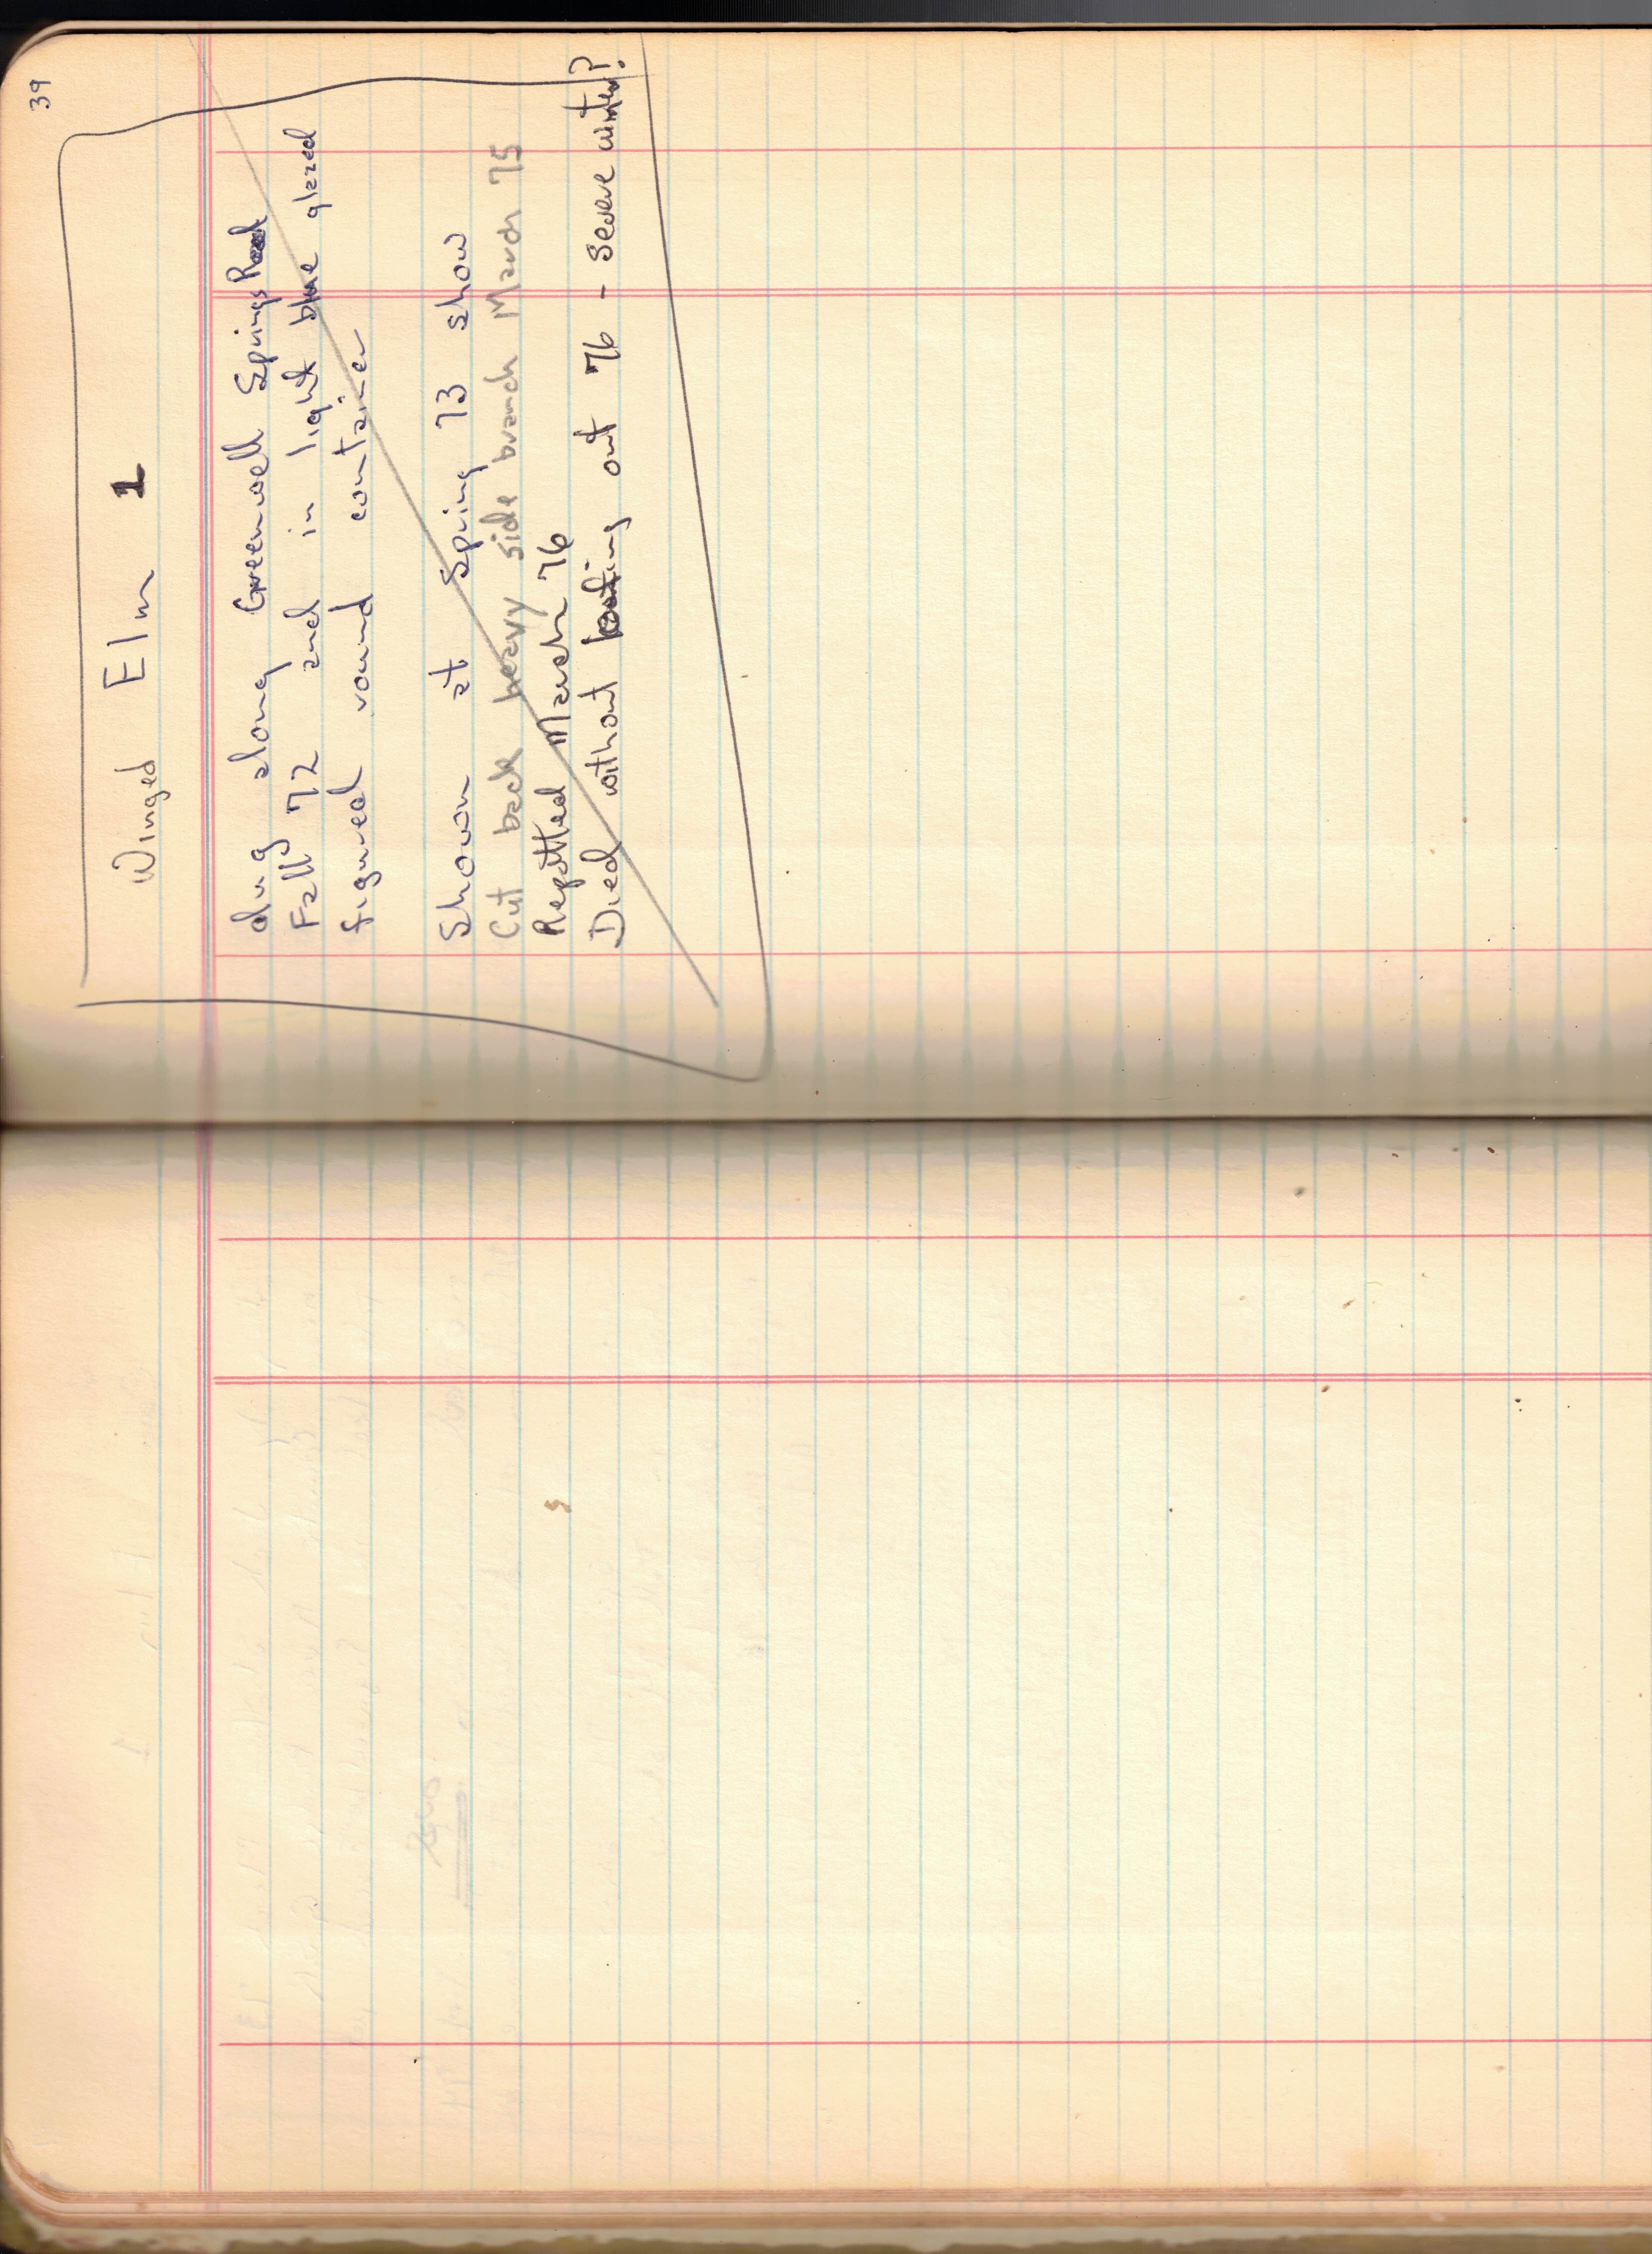 39
Winged Elm 1
dug along Greenwell Springs Road
Fall 72 and in light blue glazed
figured round container
Shown at Spring 73 show
Cut back heavy side branch March 75
Repotted March 76
Died without leafing out 76 - severe winter?